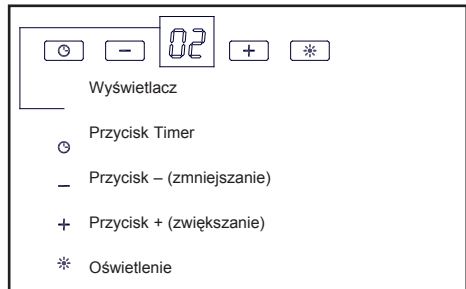 02
Wyświetlacz
Przycisk Timer
Przycisk – (zmniejszanie)
Przycisk + (zwiększanie)
Oświetlenie